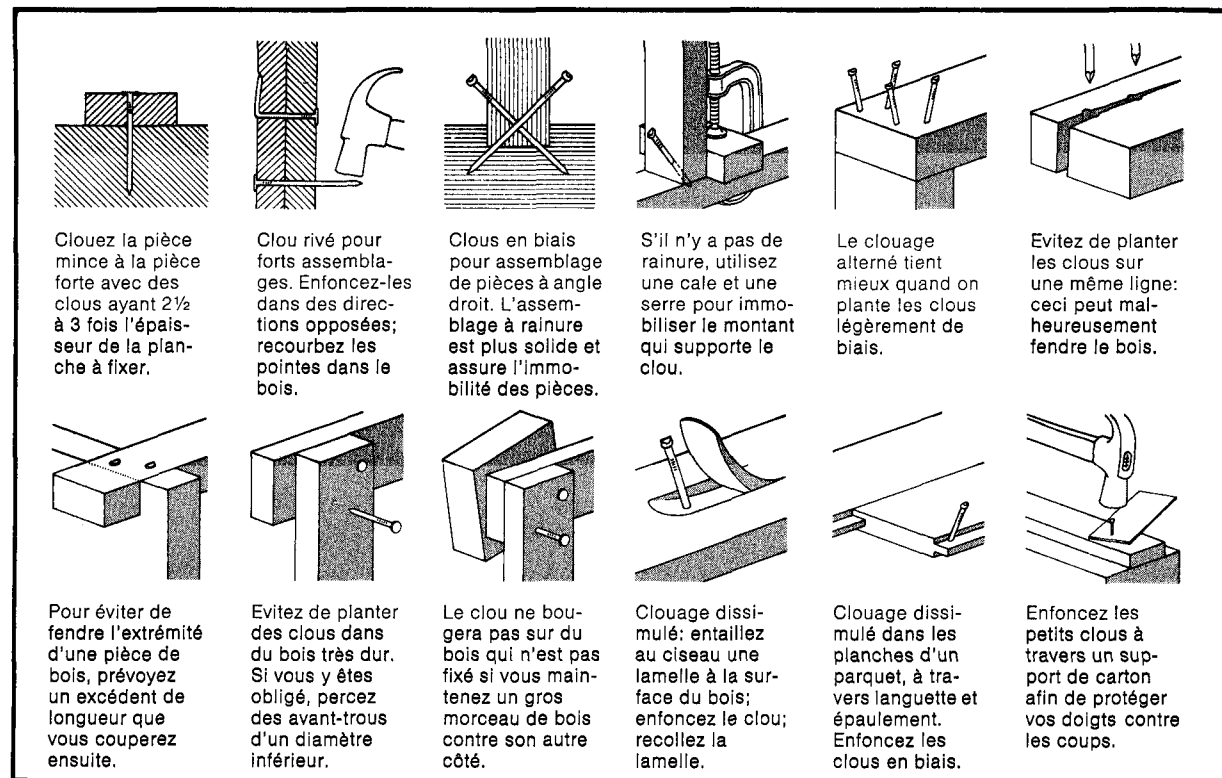 Clouez la pièce
mince à la pièce
forte avec des
clous ayant 2½
à 3 fois l'épais-
seur de la plan-
che à fixer.
Clou rivé pour
forts assembla-
ges. Enfoncez-les
dans des direc-
tions opposées;
recourbez les
pointes dans le
bois.
Clous en biais
pour assemblage
de pièces à angle
droit. L'assem-
blage à rainure
est plus solide et
assure l'immo-
bilité des pièces.
S'il n'y a pas de
rainure, utilisez
une cale et une
serre pour immo-
biliser le montant
qui supporte le
clou.
Le clouage
alterné tient
mieux quand on
plante les clous
légèrement de
biais.
Evitez de planter
les clous sur
une même ligne:
ceci peut mal-
heureusement
fendre le bois.
Pour éviter de
fendre l'extrémité
d'une pièce de
bois, prévoyez
un excédent de
longueur que
vous couperez
ensuite.
Evitez de planter
des clous dans
du bois très dur.
Si vous y êtes
obligé, percez
des avant-trous
d'un diamètre
inférieur.
Le clou ne bou-
gera pas sur du
bois qui n'est pas
fixé si vous main-
tenez un gros
morceau de bois
contre son autre
côté.
Clouage dissi-
mulé: entaillez
au ciseau une
lamelle à la sur-
face du bois;
enfoncez le clou;
recollez la
lamelle.
Clouage dissi-
mulé dans les
planches d'un
parquet, à tra-
vers languette et
épaulement.
Enfoncez les
clous en biais.
Enfoncez les
petits clous à
travers un sup-
port de carton
afin de protéger
vos doigts contre
les coups.